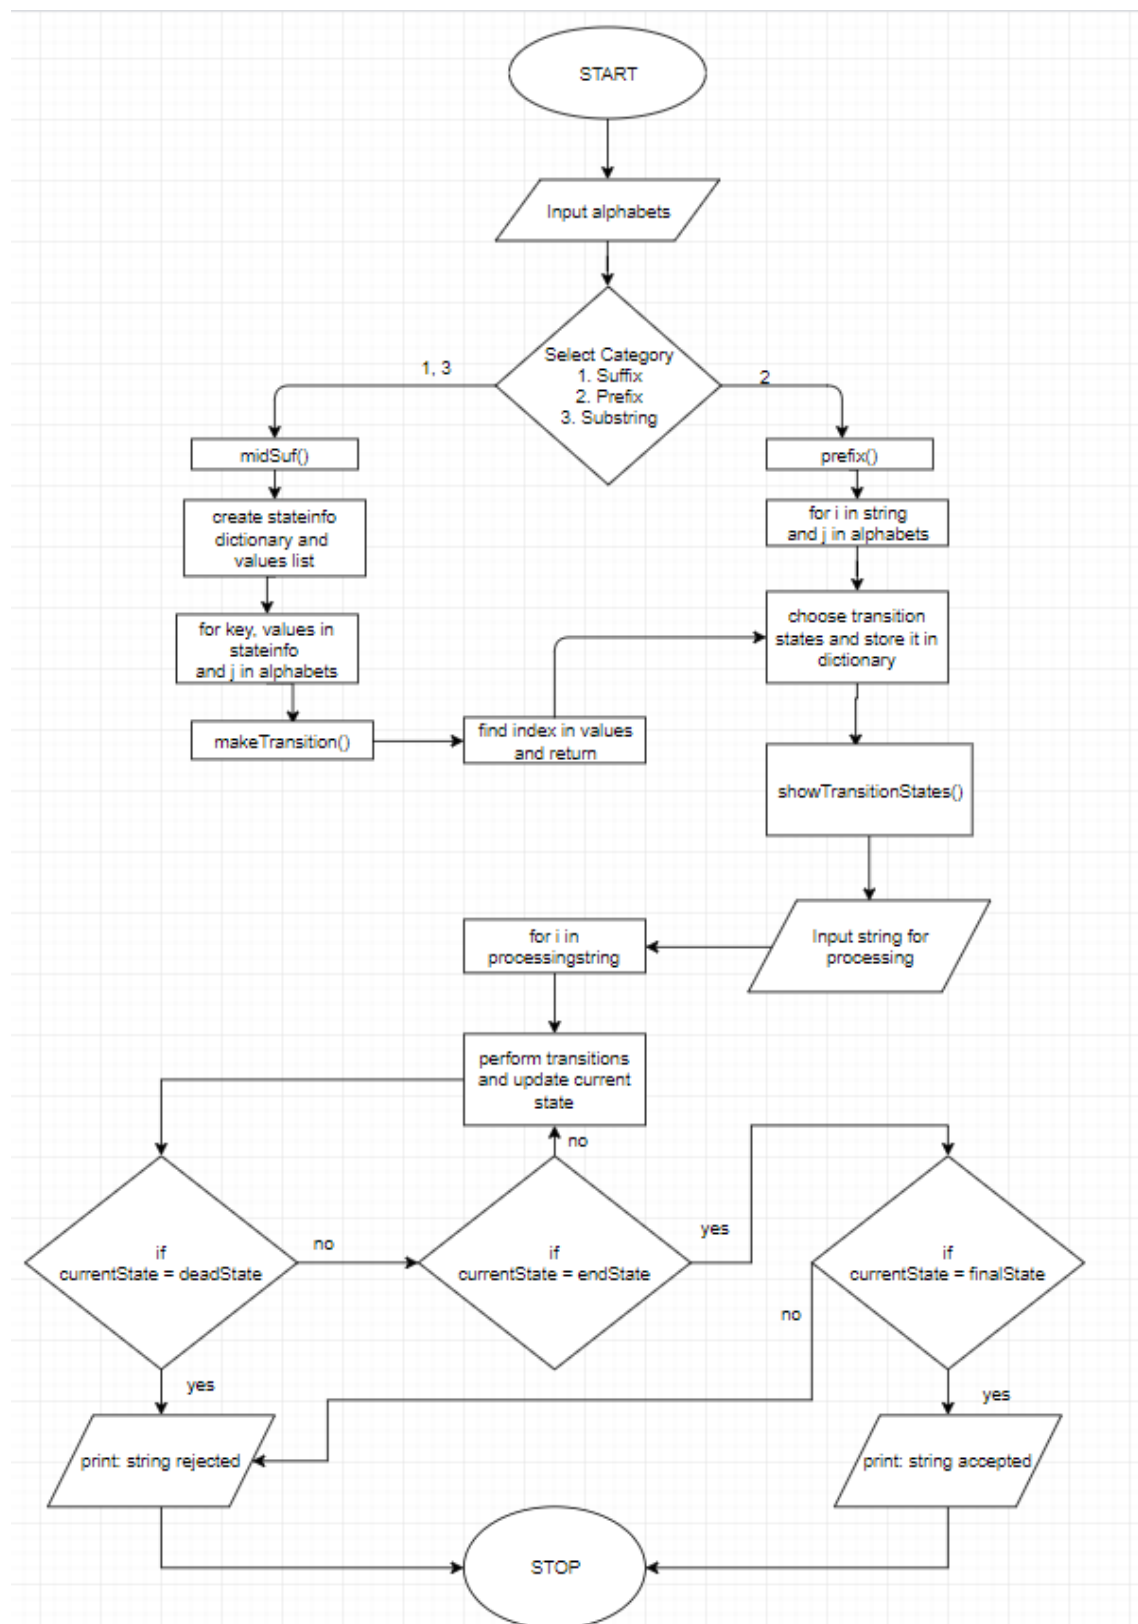 START
Input alphabets
Select Category
1. Suffix
2. Prefix
3. Substring
1, 3
2
midSuf()
prefix()
create stateinfo
dictionary and
values list
for i in string
and j in alphabets
for key, values in
stateinfo
and j in alphabets
choose transition
states and store it in
dictionary
makeTransition()
find index in values
and return
showTransitionStates()
Input string for
processing
for i in
processingstring
perform transitions
and update current
state
no
if
currentState = deadState
no
if
currentState = endState
yes
if
currentState = finalState
no
yes
yes
print: string rejected
print: string accepted
STOP